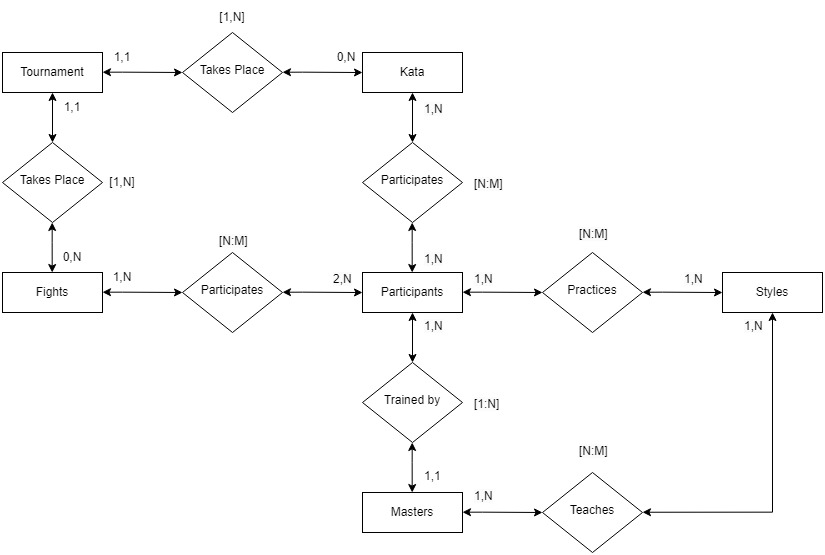 [1,N]
1,1
0,N
Tournament
Takes Place
Kata
1,1
1,N
Takes Place
[1,N]
Participates
[N:M]
[N:M]
[N:M]
0,N
1,N
1,N
2,N
1,N
1,N
Fights
Participates
Participants
Practices
Styles
1,N
1,N
Trained by
[1:N]
[N:M]
1,1
1,N
Masters
Teaches